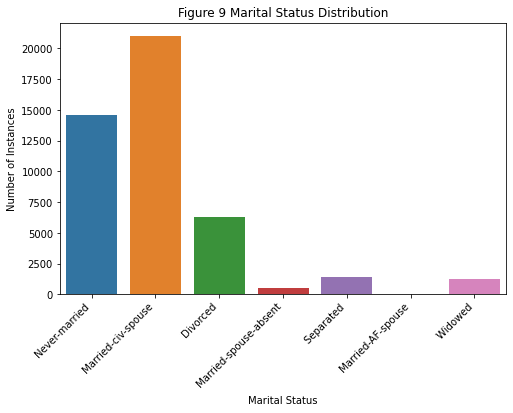 Figure 9 Marital Status Distribution
20000
17500
15000
12500
10000
7500
5000
2500
0
Number of Instances
Never-married
Married-civ-spouse
Divorced
Married-spouse-absent
Separated
Married-AF-spouse
Widowed
Marital Status